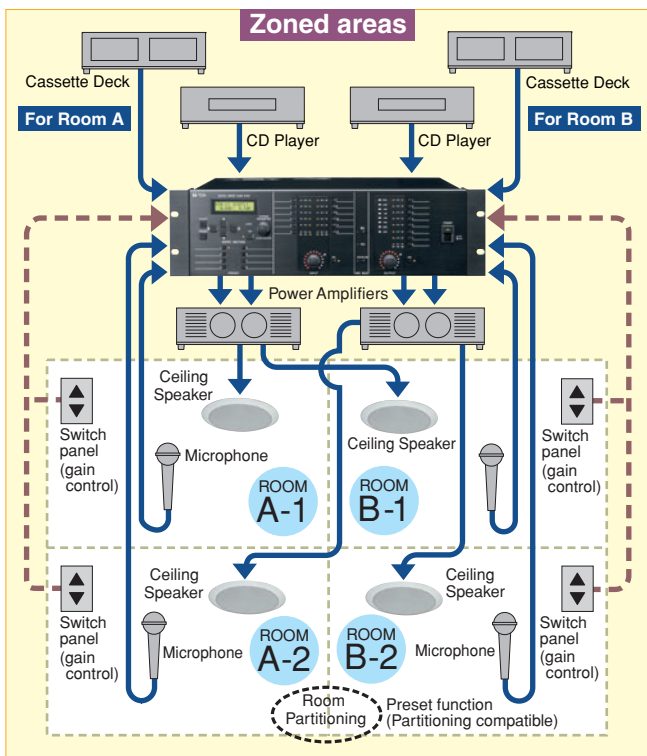 Zoned areas
Cassette Deck
Cassette Deck
For Room A
For Room B
CD Player
CD Player
Power Amplifiers
Ceiling
Speaker
Ceiling Speaker
Switch
panel
(gain
control)
Microphone
Switch
panel
(gain
control)
ROOM
A-1
ROOM
B-1
Ceiling
Speaker
Ceiling
Speaker
Switch
panel
(gain
control)
Microphone
ROOM
A-2
ROOM
B-2
Microphone
Switch
panel
(gain
control)
Room
Partitioning
Preset function
(Partitioning compatible)